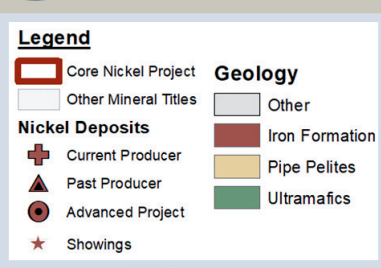 Legend
Core Nickel Project
Other Mineral Titles
Nickel Deposits
Current Producer
Past Producer
Advanced Project
Showings
Geology
Other
Iron Formation
Pipe Pelites
Ultramafics